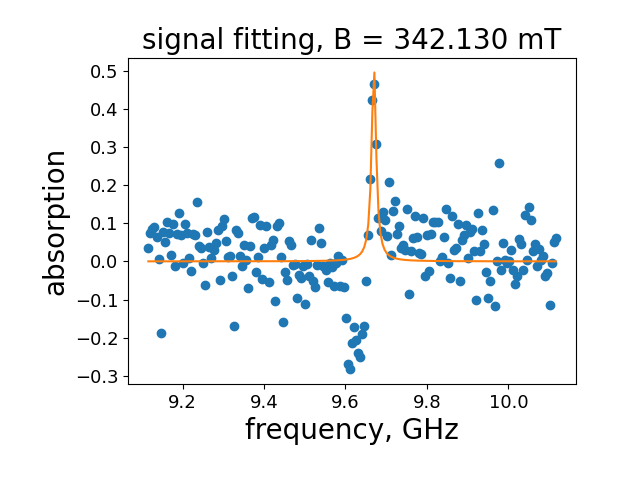 signal fitting, B = 342.130 mT
absorption
0.5
0.4
0.3
0.2
0.1
0.0
−0.1
−0.2
−0.3
9.2 9.4 9.6 9.8 10.0
frequency, GHz